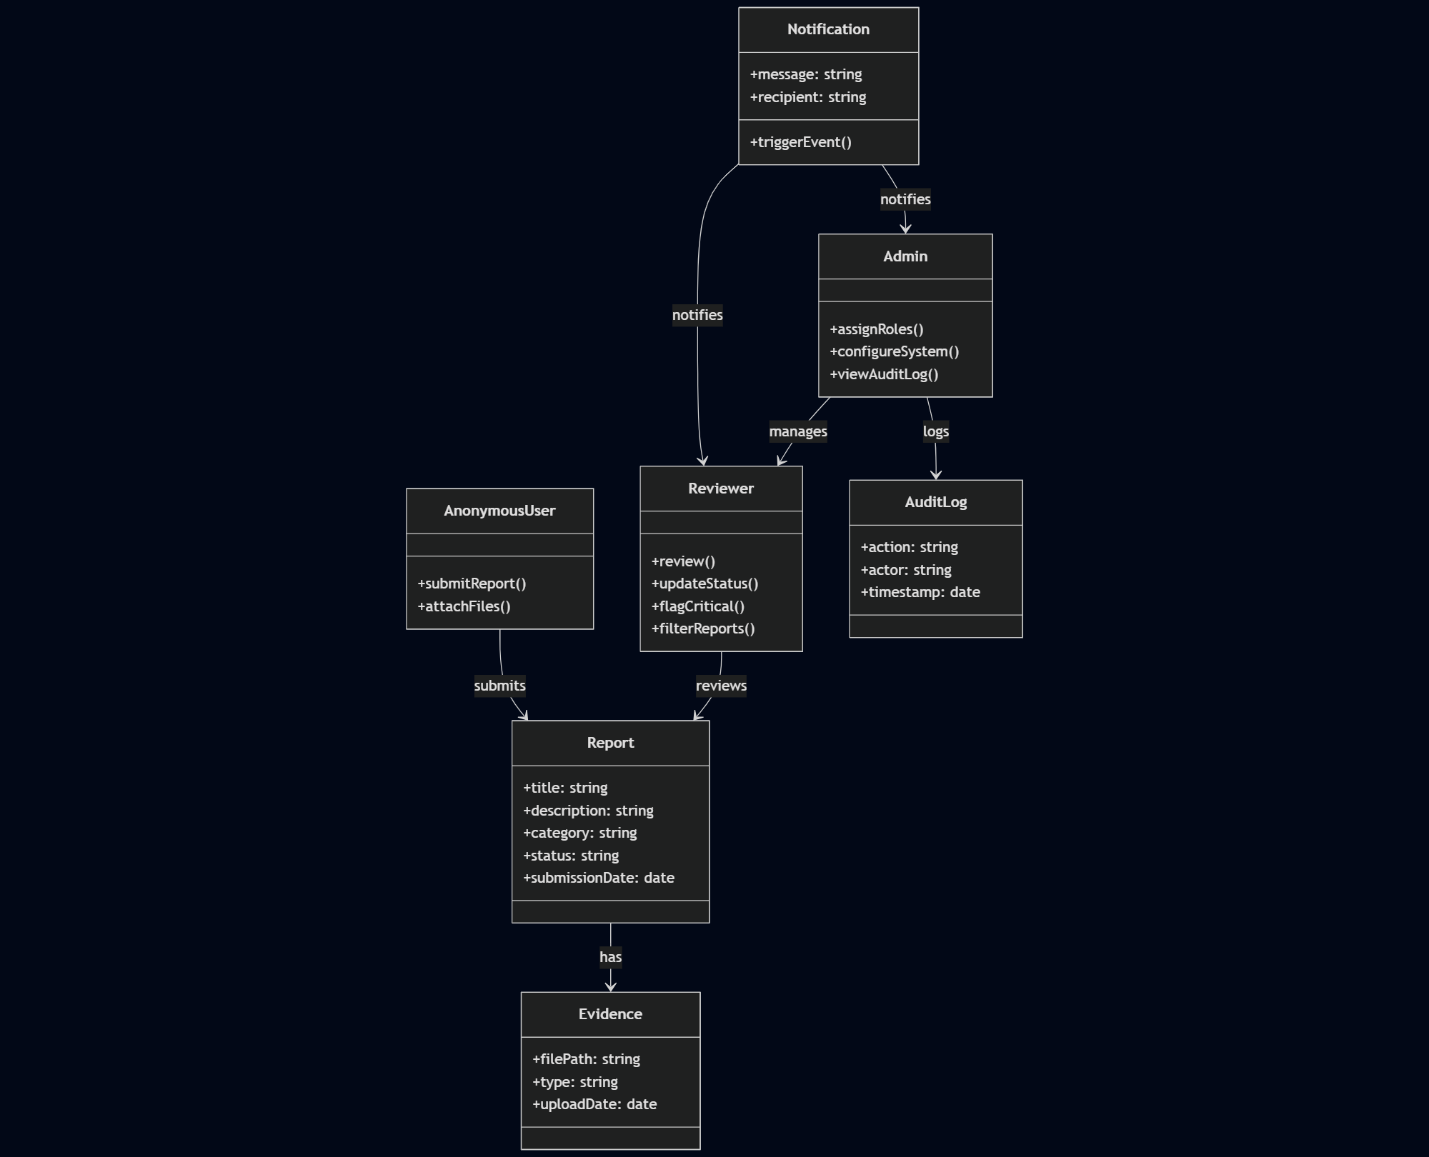 Notification
+message: string
+recipient: string
+triggerEvent()
notifies
Admin
+assignRoles()
+configureSystem()
+viewAuditLog()
notifies
manages
logs
Reviewer
+review()
+updateStatus()
+flagCritical()
+filterReports()
AuditLog
+action: string
+actor: string
+timestamp: date
AnonymousUser
+submitReport()
+attachFiles()
submits
reviews
Report
+title: string
+description: string
+category: string
+status: string
+submissionDate: date
has
Evidence
+filePath: string
+type: string
+uploadDate: date